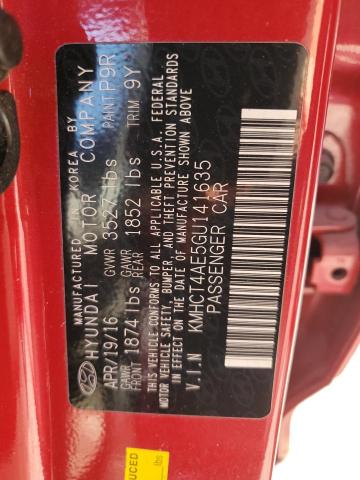 MANUFACTURED IN KOREA BY
HYUNDAI MOTOR COMPANY
APR/19/16 GVWR 3527 lbs PAINT P9R
GAWR FRONT 1874 lbs GAWR REAR 1852 lbs TRIM 9Y
THIS VEHICLE CONFORMS TO ALL APPLICABLE U.S.A. FEDERAL
MOTOR VEHICLE SAFETY, BUMPER, AND THEFT PREVENTION STANDARDS
IN EFFECT ON THE DATE OF MANUFACTURE SHOWN ABOVE.
V.I.N KMHCT4AE5GU141635
PASSENGER CAR
UCED
lbs